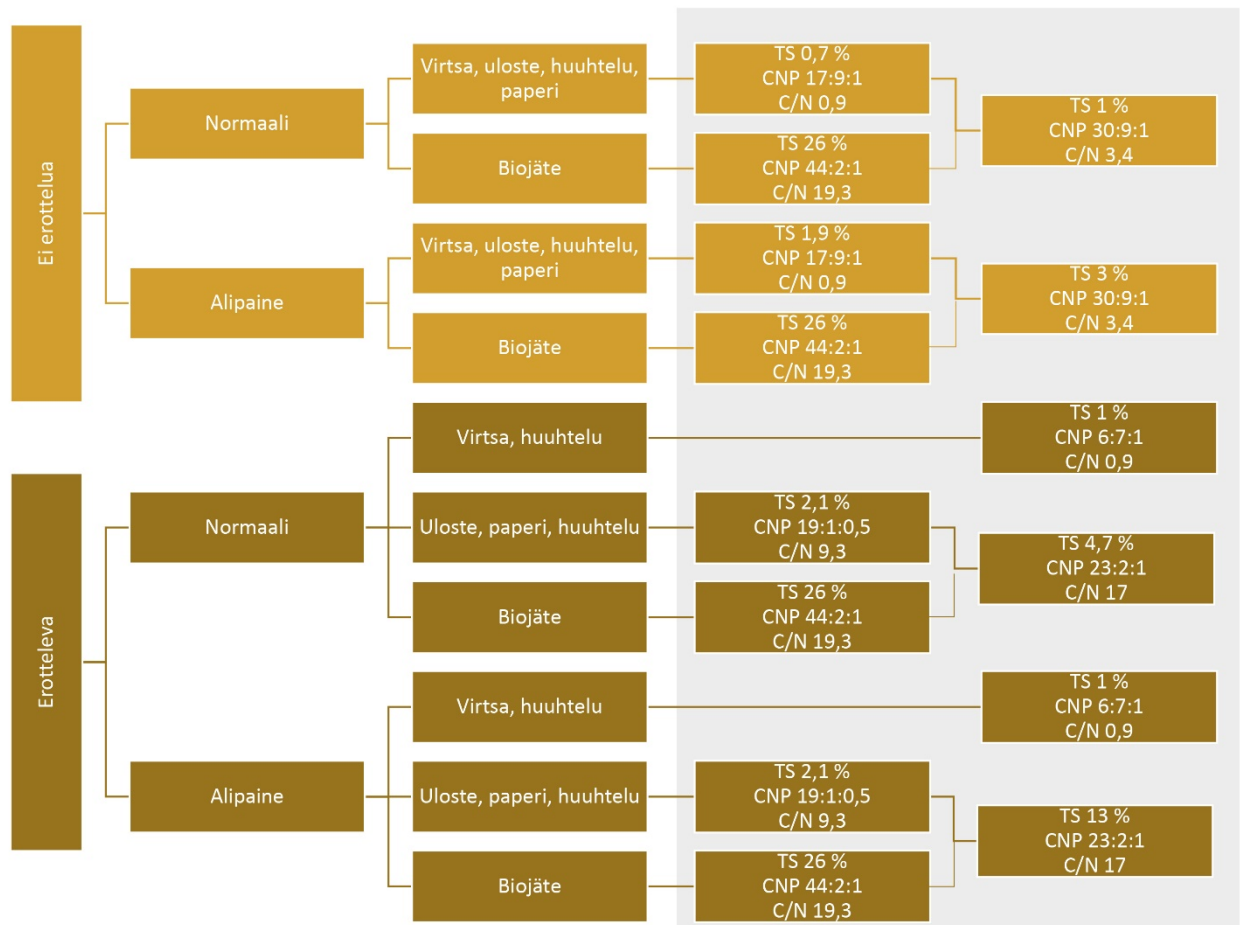 Ei erottelua
Normaali
Virtsa, uloste, huuhtelu,
paperi
TS 0,7 %
CNP 17:9:1
C/N 0,9
Biojäte
TS 26 %
CNP 44:2:1
C/N 19,3
TS 1 %
CNP 30:9:1
C/N 3,4
Alipaine
Virtsa, uloste, huuhtelu,
paperi
TS 1,9 %
CNP 17:9:1
C/N 0,9
Biojäte
TS 26 %
CNP 44:2:1
C/N 19,3
TS 3 %
CNP 30:9:1
C/N 3,4
Erotteleva
Normaali
Virtsa, huuhtelu
TS 1 %
CNP 6:7:1
C/N 0,9
Uloste, paperi, huuhtelu
TS 2,1 %
CNP 19:1:0,5
C/N 9,3
Biojäte
TS 26 %
CNP 44:2:1
C/N 19,3
TS 4,7 %
CNP 23:2:1
C/N 17
Alipaine
Virtsa, huuhtelu
TS 1 %
CNP 6:7:1
C/N 0,9
Uloste, paperi, huuhtelu
TS 2,1 %
CNP 19:1:0,5
C/N 9,3
Biojäte
TS 26 %
CNP 44:2:1
C/N 19,3
TS 13 %
CNP 23:2:1
C/N 17